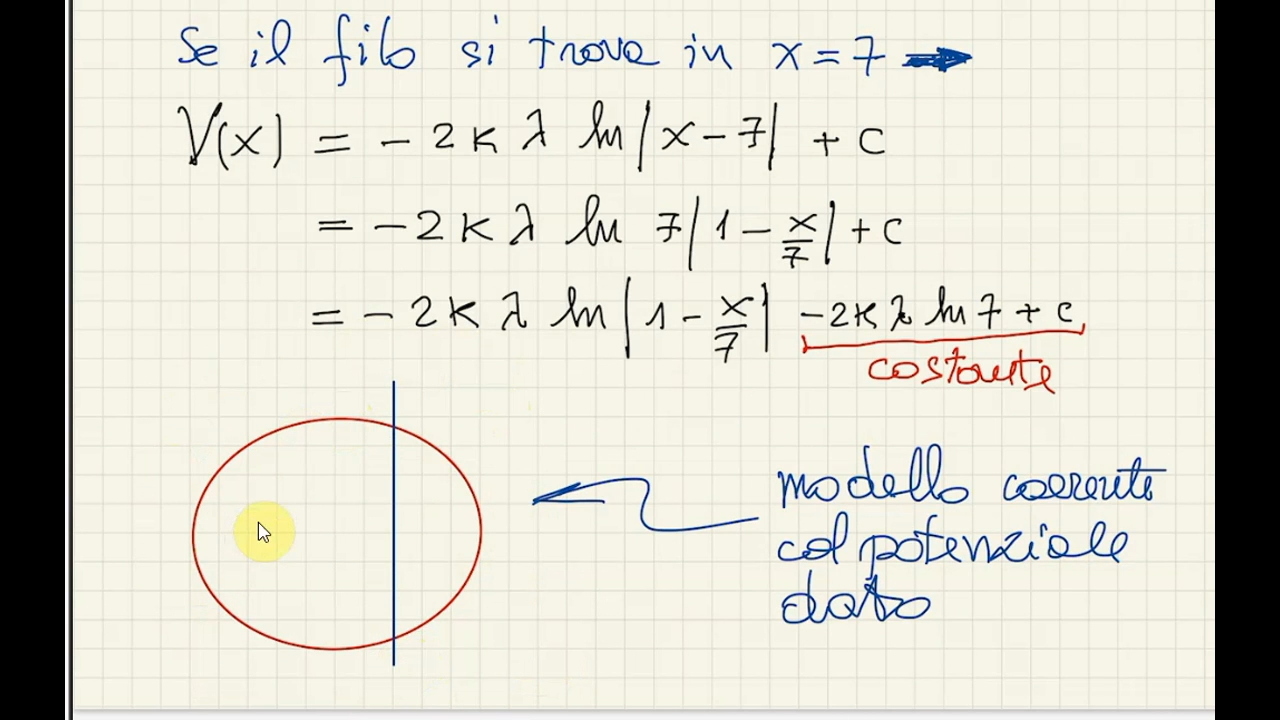 Se il filo si trova in x = 7 ➡
V(x) = - 2 K λ ln |x - 7| + C
= - 2 K λ ln 7 |1 - x/7| + C
= - 2 K λ ln |1 - x/7| - 2K λ ln 7 + C
costante
modello coerente
col potenziale
dato